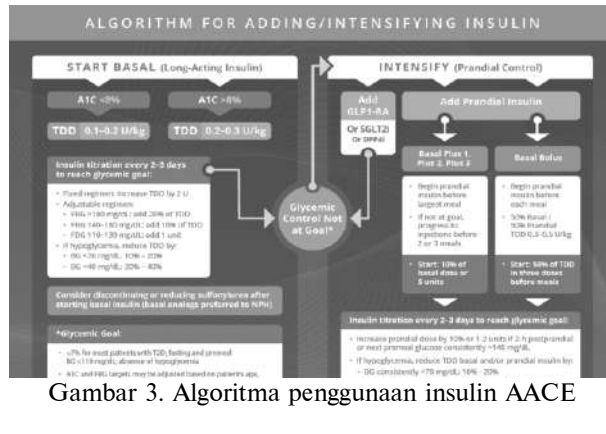 ALGORITHM FOR ADDING/INTENSIFYING INSULIN
START BASAL (Long-Acting Insulin)
A1C <8%
A1C >8%
TDD 0.1–0.2 U/kg
TDD 0.2–0.3 U/kg
Insulin titration every 2–3 days
to reach glycemic goal:
• Fixed regimen: Increase TDD by 2 U
• Adjustable regimen:
• FBG >180 mg/dL: add 20% of TDD
• FBG 140–180 mg/dL: add 10% of TDD
• FBG 110–139 mg/dL: add 1 unit
• If hypoglycemia, reduce TDD by:
• BG <70 mg/dL: 10% – 20%
• BG <40 mg/dL: 20% – 40%
Consider discontinuing or reducing sulfonylurea after
starting basal insulin (basal analogs preferred to NPH)
*Glycemic Goal:
• <7% for most patients with T2D; fasting and premeal
BG <110 mg/dL; absence of hypoglycemia
• A1C and FBG targets may be adjusted based on patient's age,
Glycemic
Control Not
at Goal*
INTENSIFY (Prandial Control)
Add
GLP1-RA
Or SGLT2i
Or DPP4i
Add Prandial Insulin
Basal Plus 1,
Plus 2, Plus 3
• Begin prandial
insulin before
largest meal
• If not at goal,
progress to
injections before
2 or 3 meals
• Start: 10% of
basal dose or
5 units
Basal Bolus
• Begin prandial
insulin before
each meal
• 50% Basal /
50% Prandial
TDD 0.3–0.5 U/kg
• Start: 50% of TDD
in three doses
before meals
Insulin titration every 2–3 days to reach glycemic goal:
• Increase prandial dose by 10% or 1-2 units if 2-h postprandial
or next premeal glucose consistently >140 mg/dL
• If hypoglycemia, reduce TDD basal and/or prandial insulin by:
• BG consistently <70 mg/dL: 10% - 20%
Gambar 3. Algoritma penggunaan insulin AACE